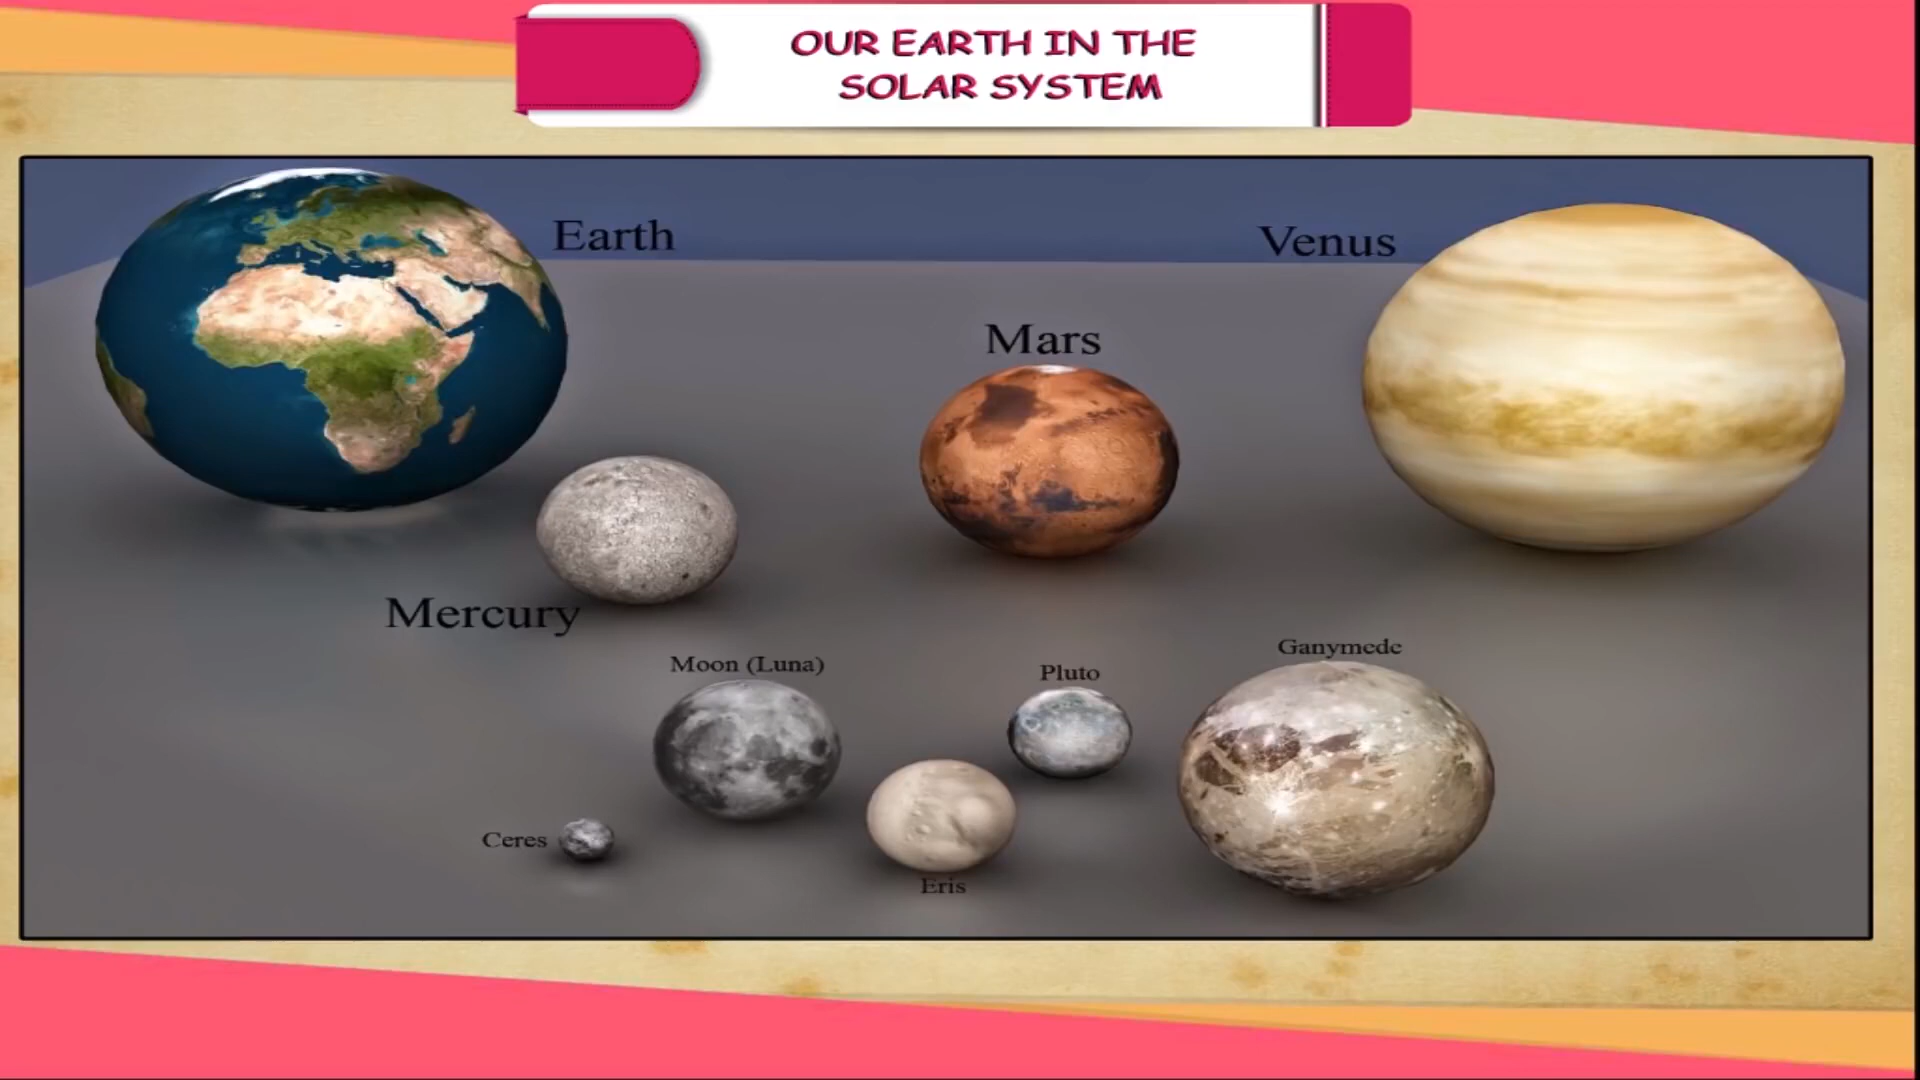 OUR EARTH IN THE
SOLAR SYSTEM
Earth
Venus
Mars
Mercury
Moon (Luna)
Pluto
Ganymede
Ceres
Eris